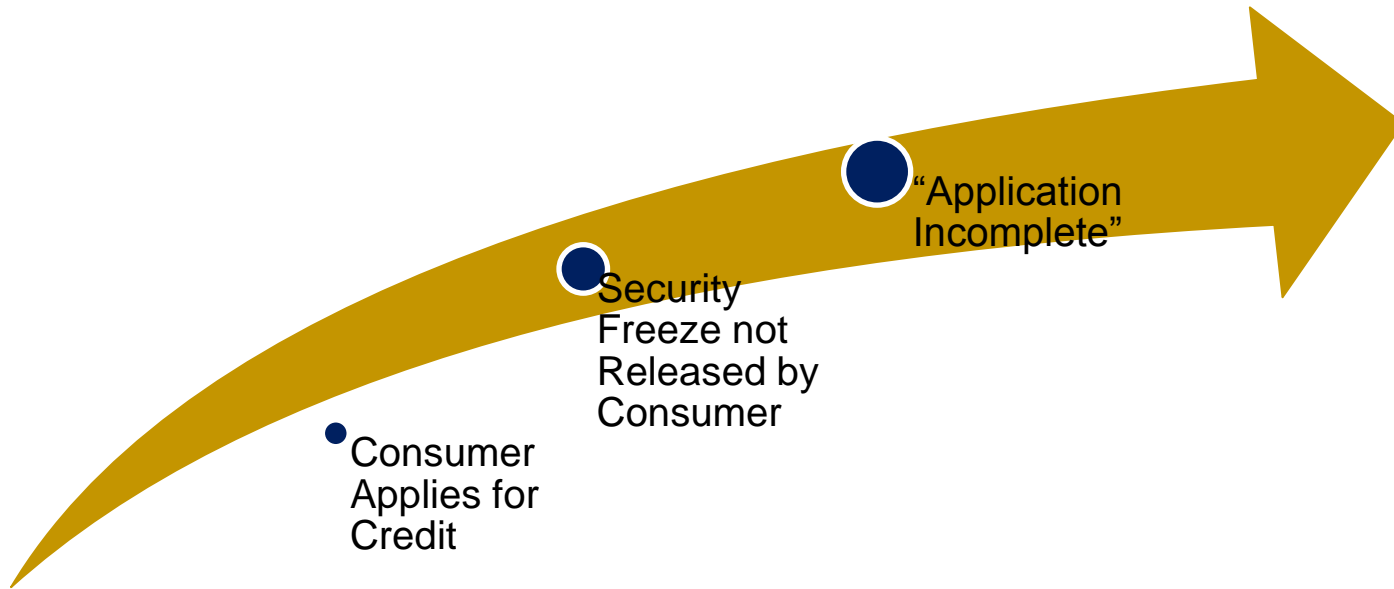 Consumer
Applies for
Credit
Security
Freeze not
Released by
Consumer
“Application
Incomplete”